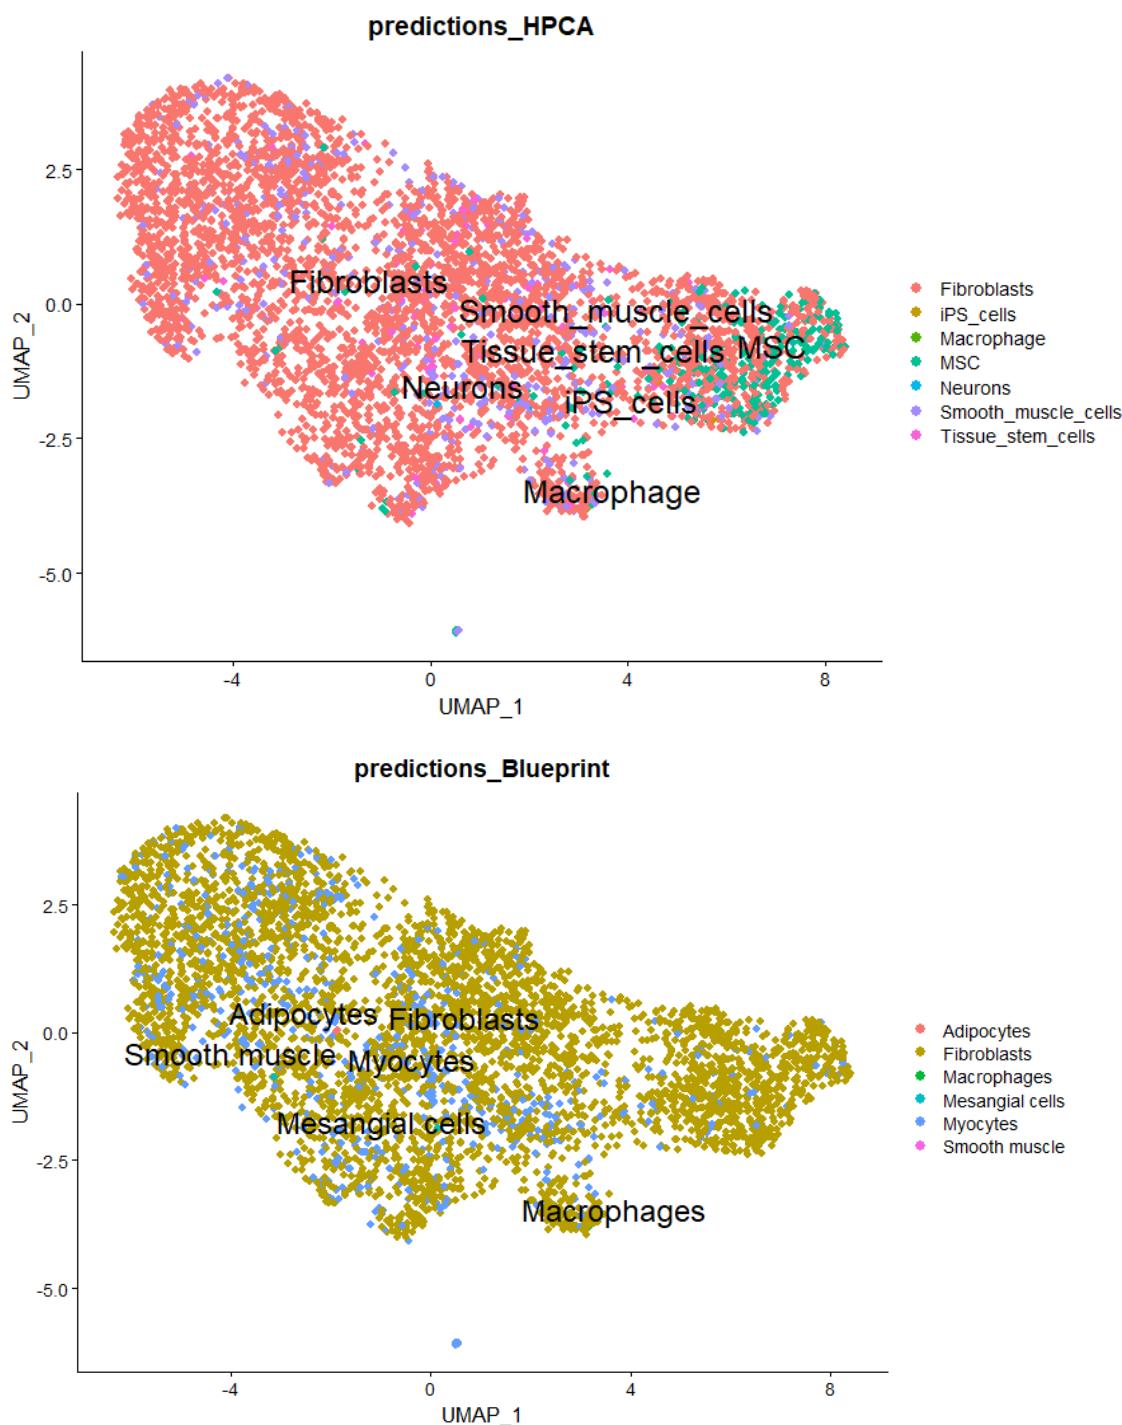 predictions_HPCA
UMAP_2
2.5
0.0
-2.5
-5.0
Fibroblasts
Smooth_muscle_cells
Tissue_stem_cells
MSC
Neurons
iPS_cells
Macrophage
-4
0
4
8
UMAP_1
Fibroblasts
iPS_cells
Macrophage
MSC
Neurons
Smooth_muscle_cells
Tissue_stem_cells
predictions_Blueprint
UMAP_2
2.5
0.0
-2.5
-5.0
Adipocytes
Fibroblasts
Smooth muscle
Myocytes
Mesangial cells
Macrophages
-4
0
4
8
UMAP_1
Adipocytes
Fibroblasts
Macrophages
Mesangial cells
Myocytes
Smooth muscle